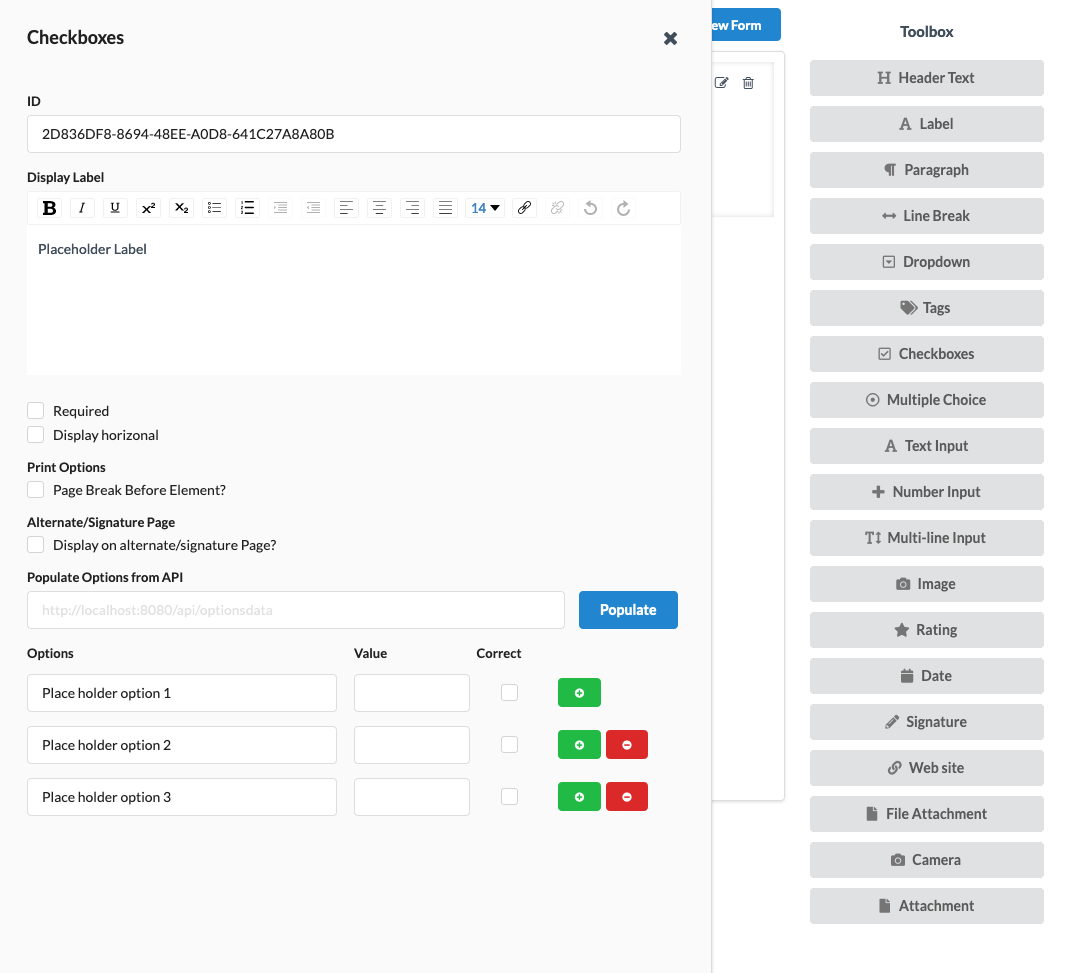 Checkboxes
ID
2D836DF8-8694-48EE-A0D8-641C27A8A80B
Display Label
B I U X² X₂ 14
Placeholder Label
Required
Display horizonal
Print Options
Page Break Before Element?
Alternate/Signature Page
Display on alternate/signature Page?
Populate Options from API
http://localhost:8080/api/optionsdata
Populate
Options Value Correct
Place holder option 1
Place holder option 2
Place holder option 3
Form
Toolbox
Header Text
Label
Paragraph
Line Break
Dropdown
Tags
Checkboxes
Multiple Choice
Text Input
Number Input
Multi-line Input
Image
Rating
Date
Signature
Web site
File Attachment
Camera
Attachment